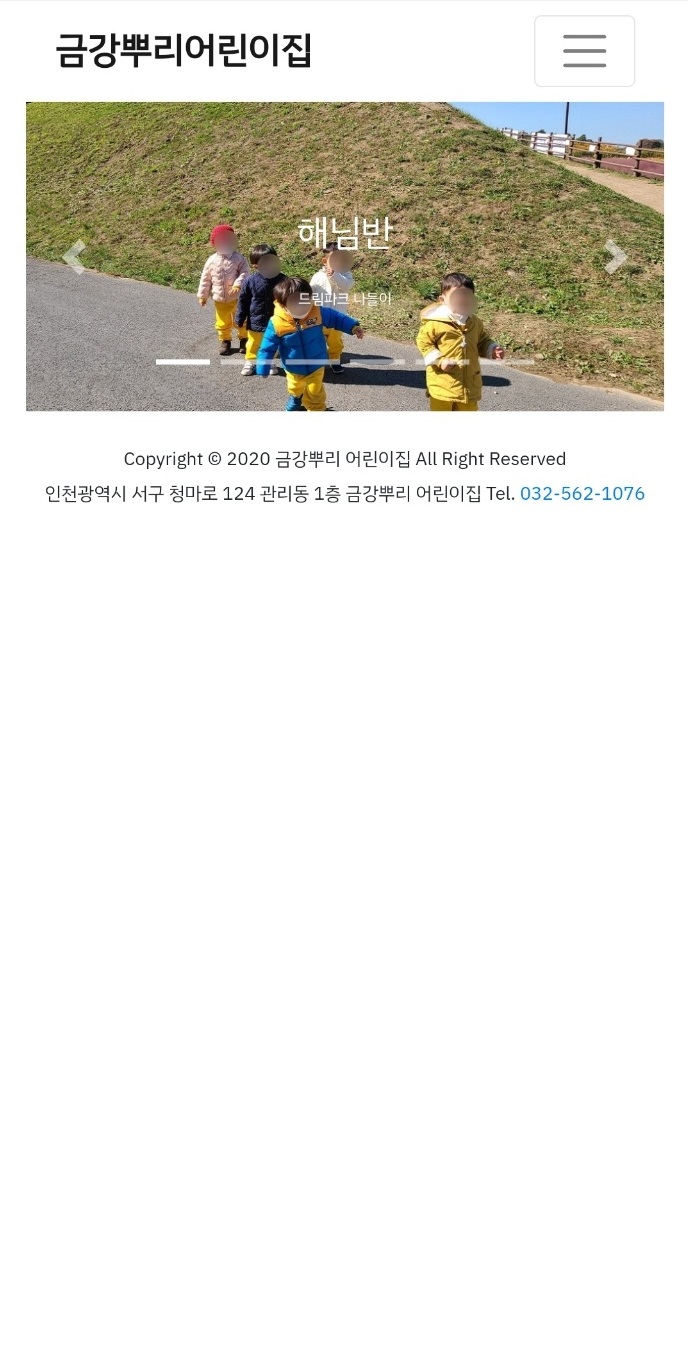 금강뿌리어린이집
해님반
드림파크 나들이
Copyright © 2020 금강뿌리 어린이집 All Right Reserved
인천광역시 서구 청마로 124 관리동 1층 금강뿌리 어린이집 Tel. 032-562-1076